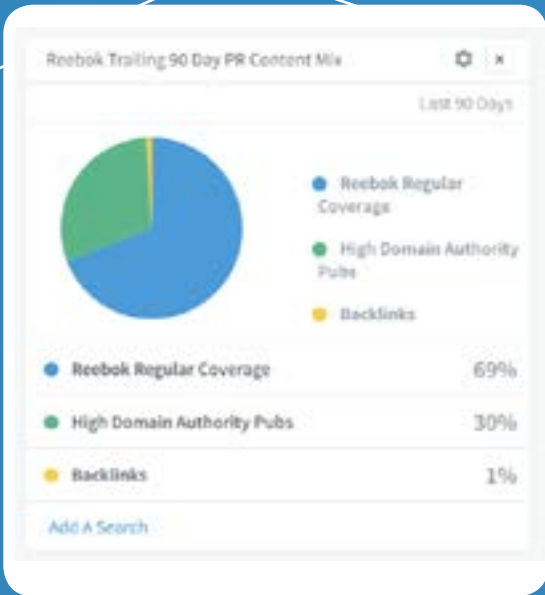 Reebok Trailing 90 Day PR Content Mix
Last 90 Days
Reebok Regular
Coverage
High Domain Authority
Pubs
Backlinks
Reebok Regular Coverage 69%
High Domain Authority Pubs 30%
Backlinks 1%
Add A Search